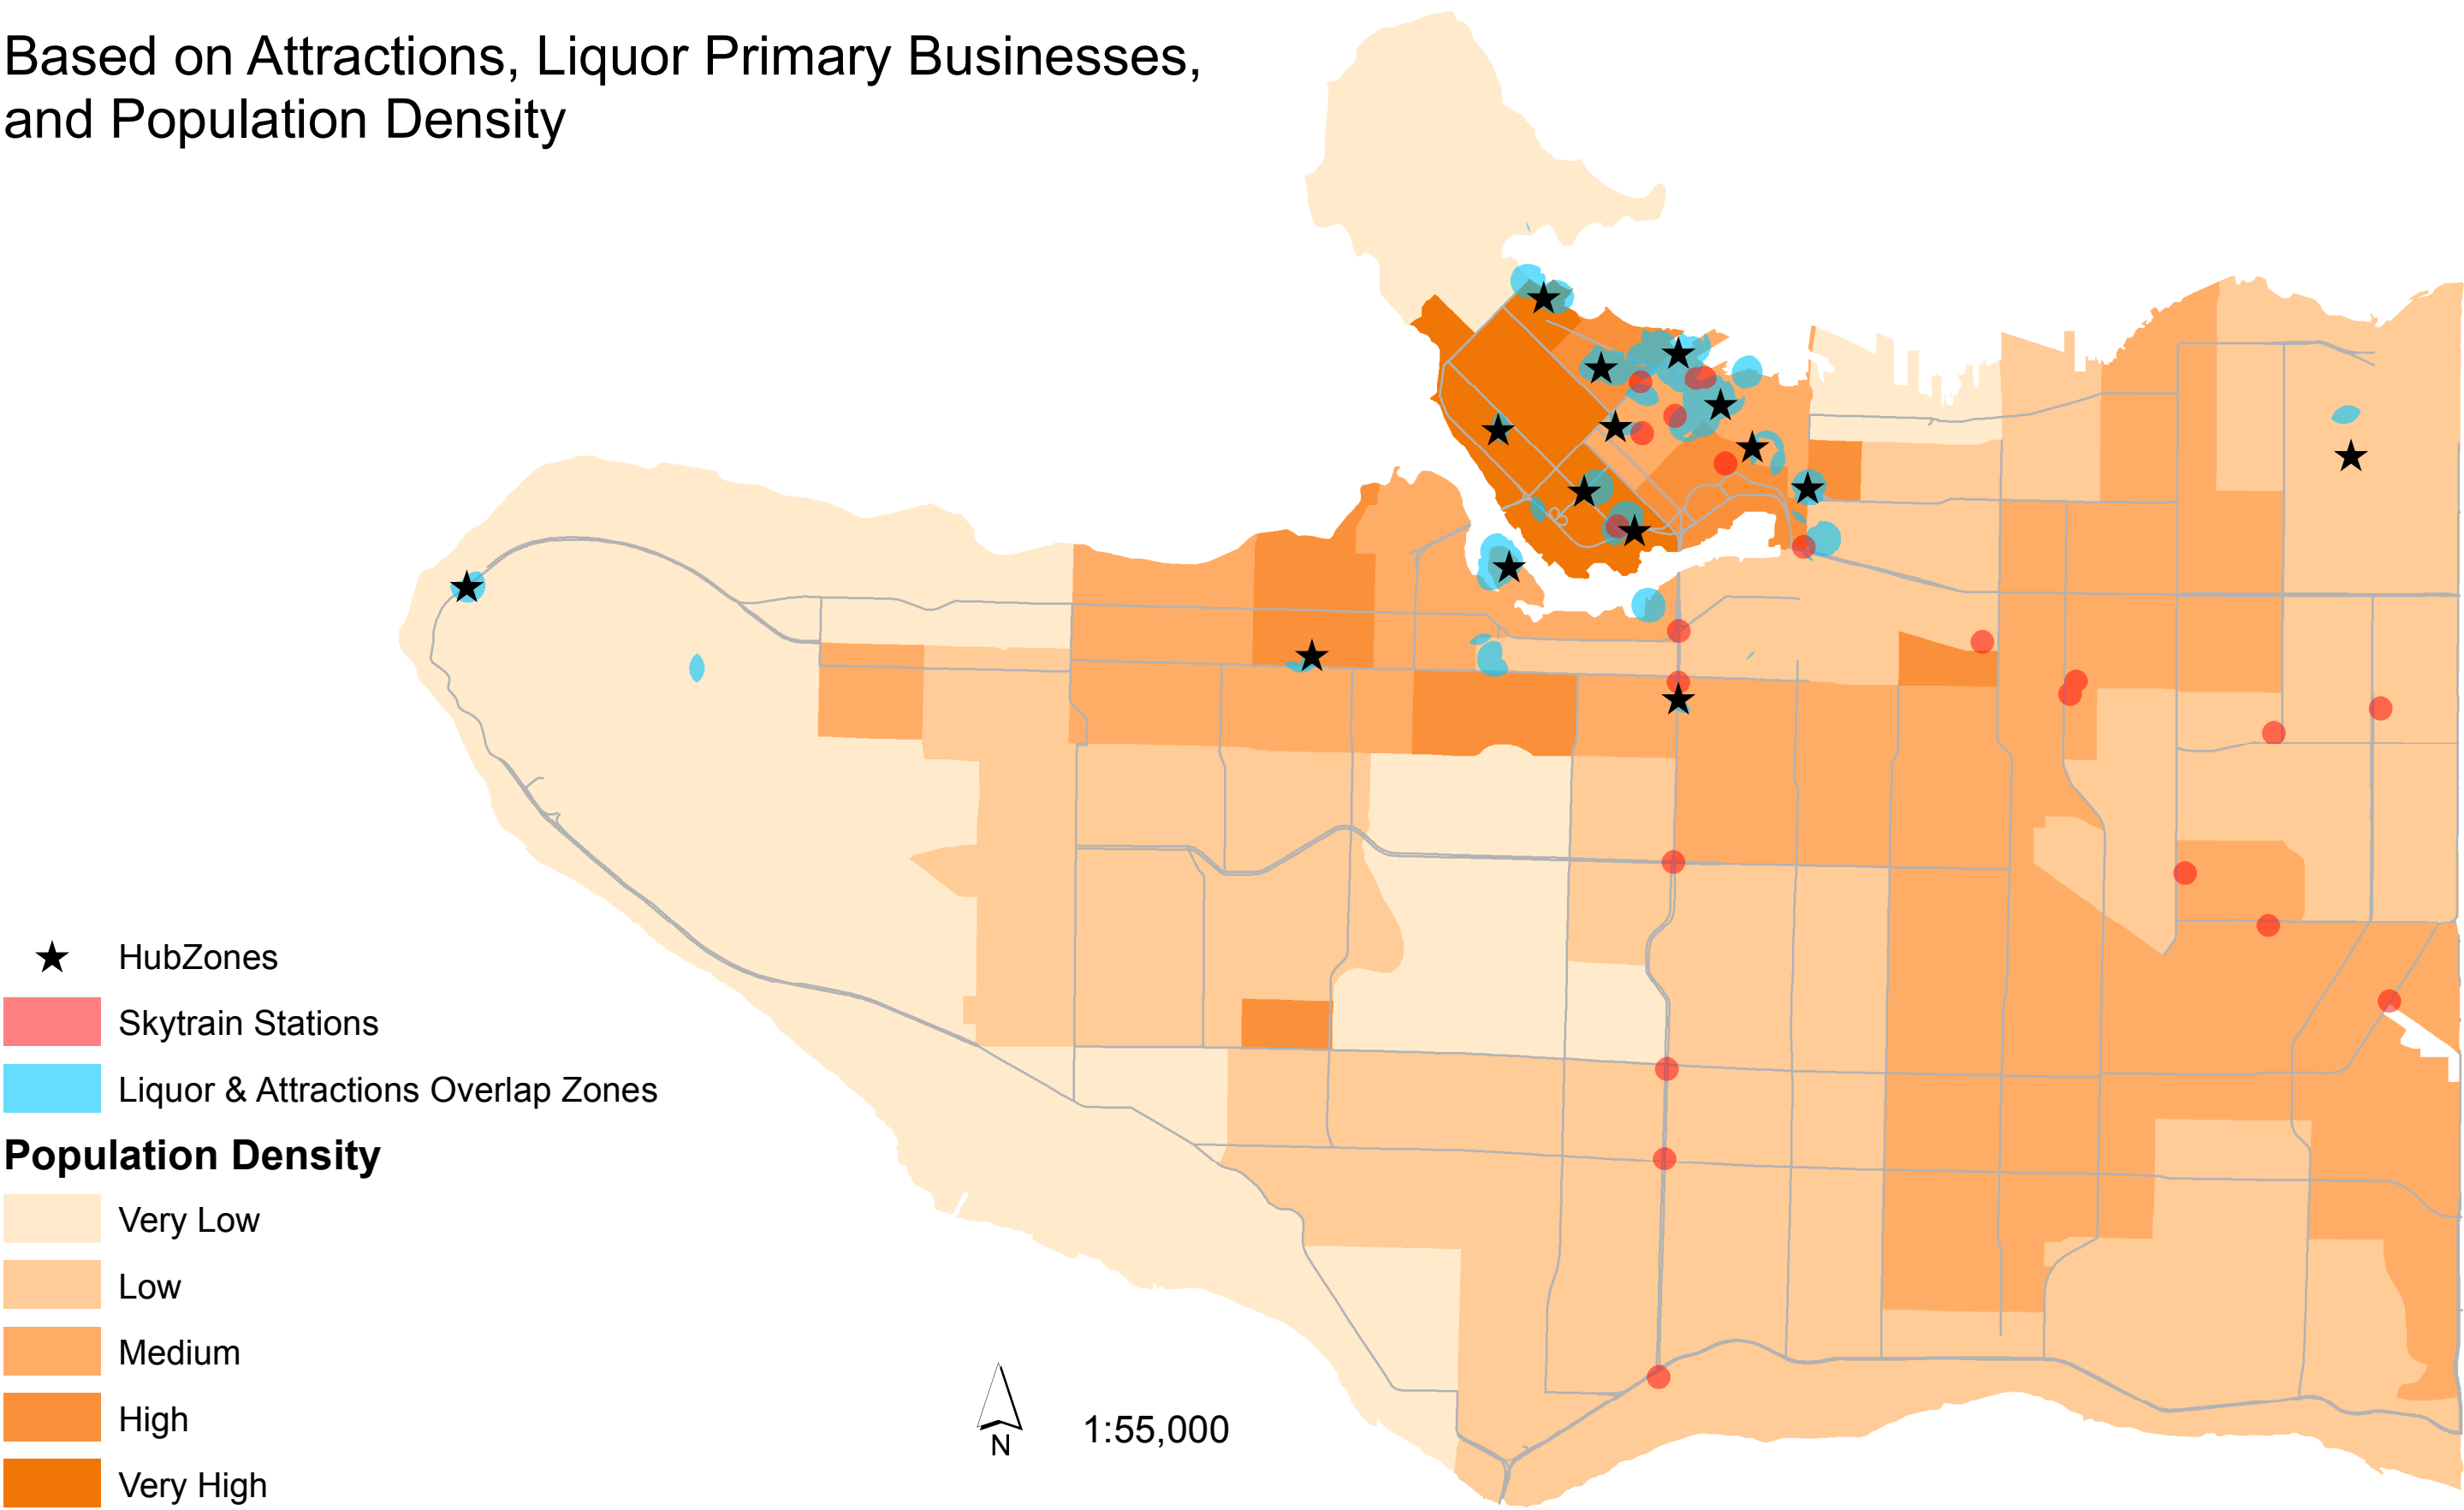 Based on Attractions, Liquor Primary Businesses,
and Population Density
HubZones
Skytrain Stations
Liquor & Attractions Overlap Zones
Population Density
Very Low
Low
Medium
High
Very High
N
1:55,000